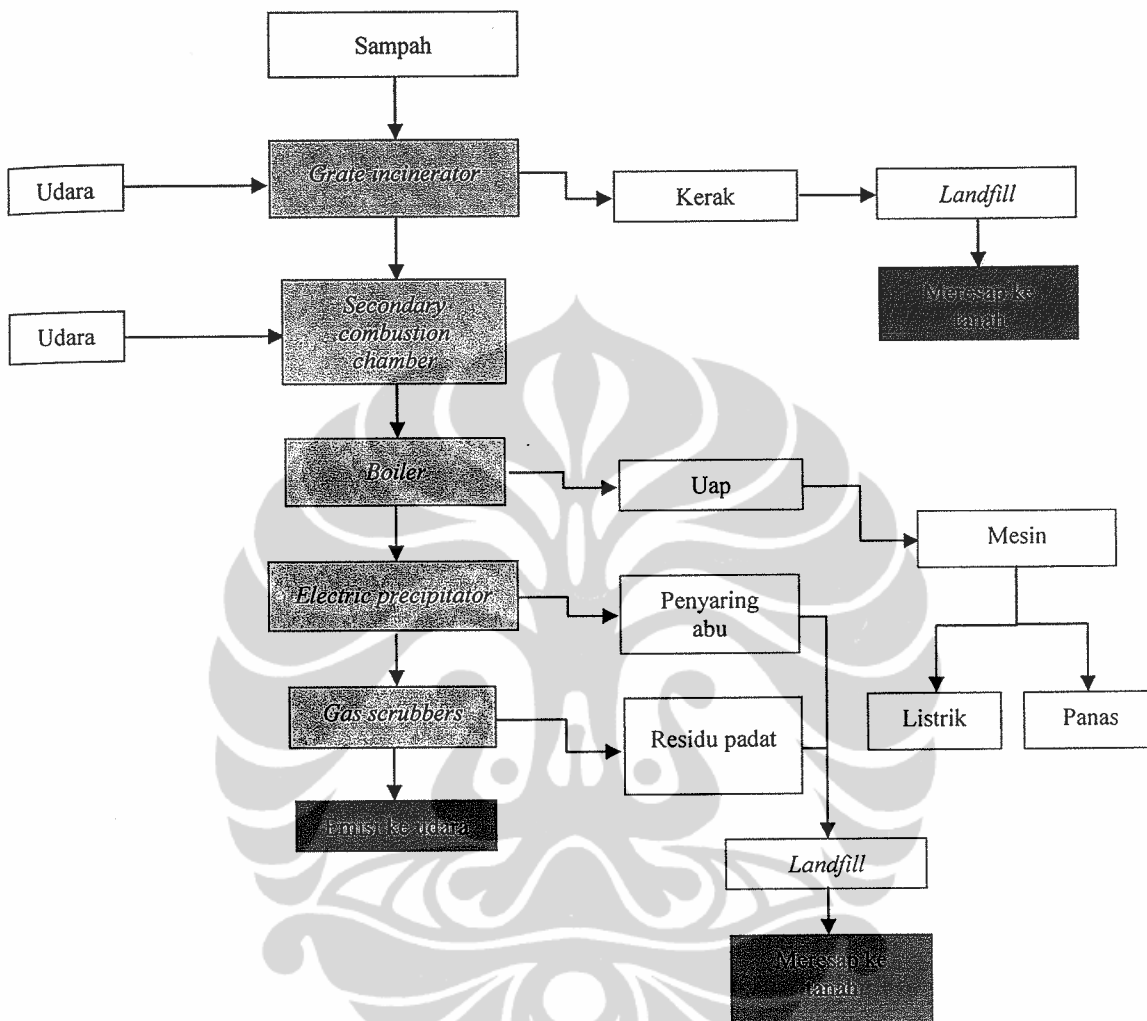 Sampah
Udara
Grate incinerator
Kerak
Landfill
Meresap ke
tanah
Udara
Secondary
combustion
chamber
Boiler
Uap
Mesin
Electric precipitator
Penyaring
abu
Listrik
Panas
Gas scrubbers
Residu padat
Emisi ke udara
Landfill
Meresap ke
tanah